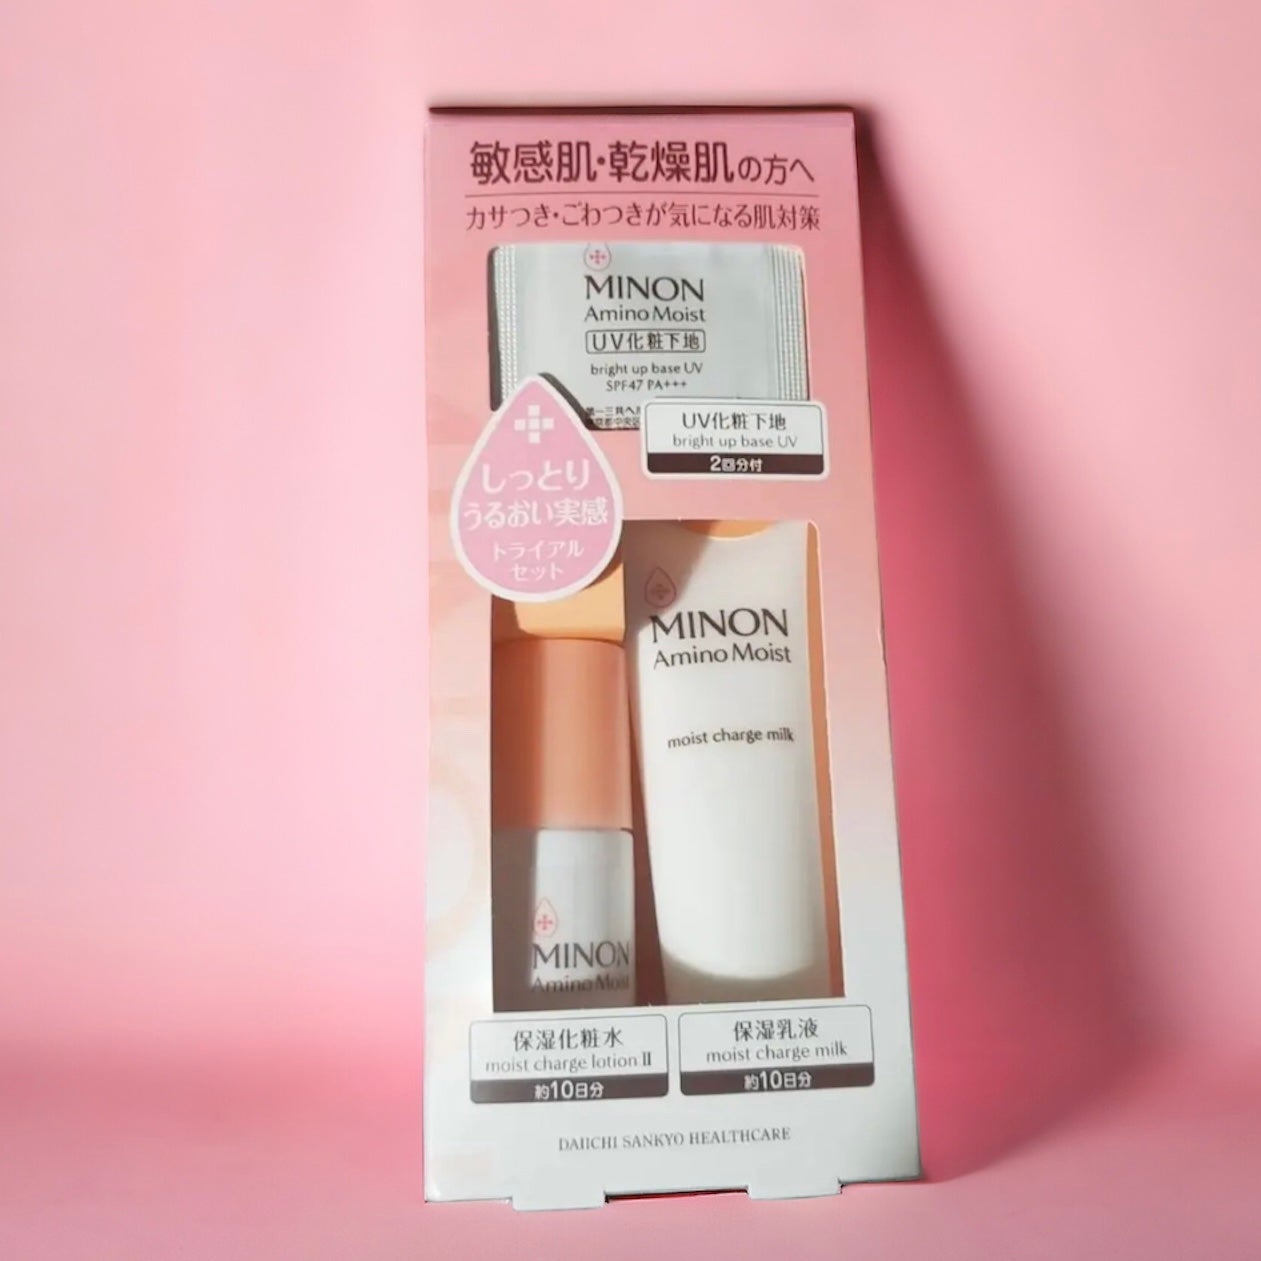 敏感肌・乾燥肌の方へ
カサつき・ごわつきが気になる肌対策
MINON
Amino Moist
UV化粧下地
bright up base UV
SPF47 PA+++
UV化粧下地
bright up base UV
2回分付
しっとり
うるおい実感
トライアル
セット
MINON
Amino Moist
moist charge milk
MINON
Amino Moist
保湿化粧水
moist charge lotion II
約10日分
保湿乳液
moist charge milk
約10日分
DAIICHI SANKYO HEALTHCARE